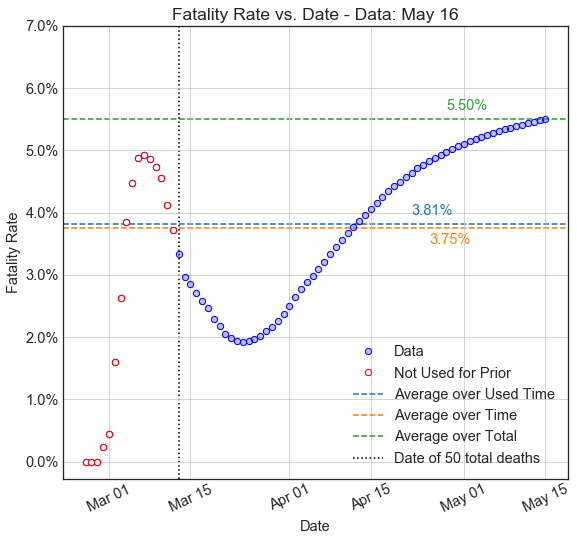 Fatality Rate vs. Date - Data: May 16
7.0%
6.0%
5.0%
4.0%
3.0%
2.0%
1.0%
0.0%
Fatality Rate
5.50%
3.81%
3.75%
Data
Not Used for Prior
Average over Used Time
Average over Time
Average over Total
Date of 50 total deaths
Mar 01
Mar 15
Apr 01
Apr 15
May 01
May 15
Date